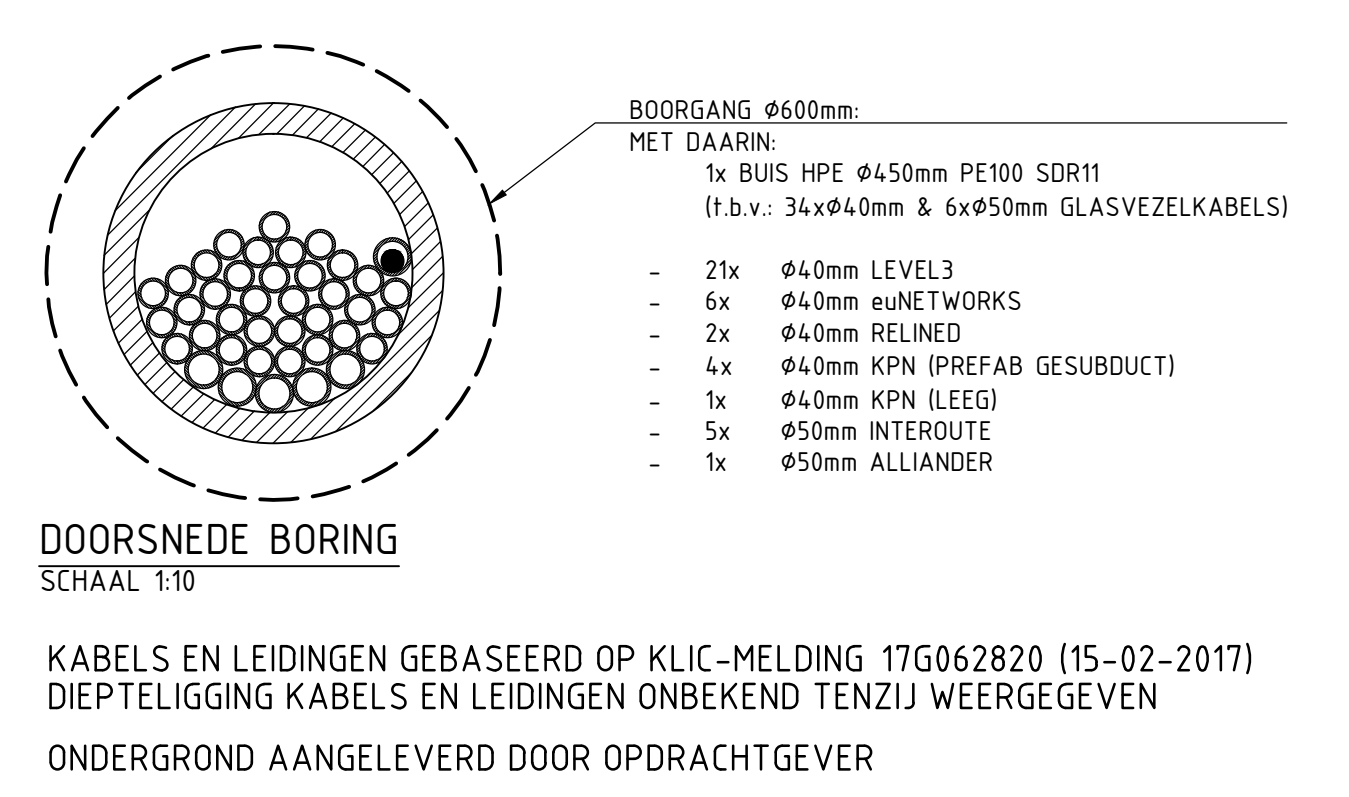 BOORGANG Ø600mm:
MET DAARIN:
1x BUIS HPE Ø450mm PE100 SDR11
(t.b.v.: 34xØ40mm & 6xØ50mm GLASVEZELKABELS)
- 21x Ø40mm LEVEL3
- 6x Ø40mm euNETWORKS
- 2x Ø40mm RELINED
- 4x Ø40mm KPN (PREFAB GESUBDUCT)
- 1x Ø40mm KPN (LEEG)
- 5x Ø50mm INTEROUTE
- 1x Ø50mm ALLIANDER
DOORSNEDE BORING
SCHAAL 1:10
KABELS EN LEIDINGEN GEBASEERD OP KLIC-MELDING 17G062820 (15-02-2017)
DIEPTELIGGING KABELS EN LEIDINGEN ONBEKEND TENZIJ WEERGEGEVEN
ONDERGROND AANGELEVERD DOOR OPDRACHTGEVER